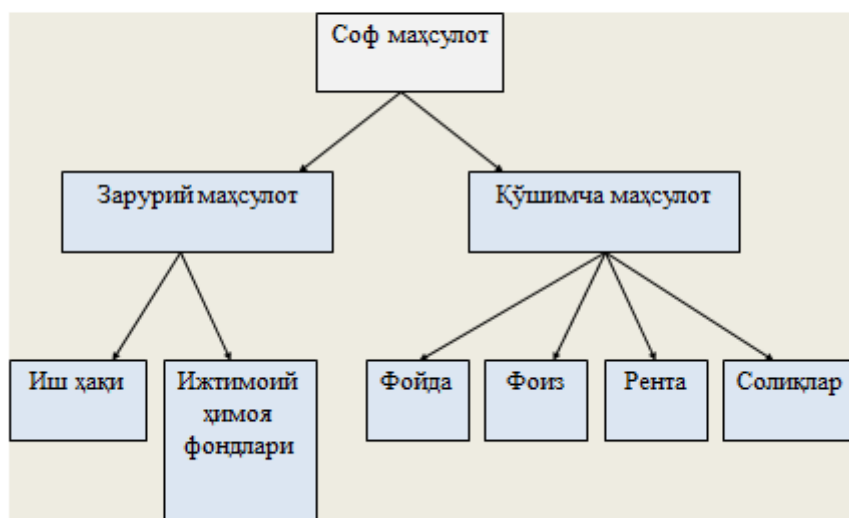 Соф маҳсулот
Зарурий маҳсулот
Қўшимча маҳсулот
Иш ҳақи
Ижтимоий
ҳимоя
фондлари
Фойда
Фоиз
Рента
Солиқлар